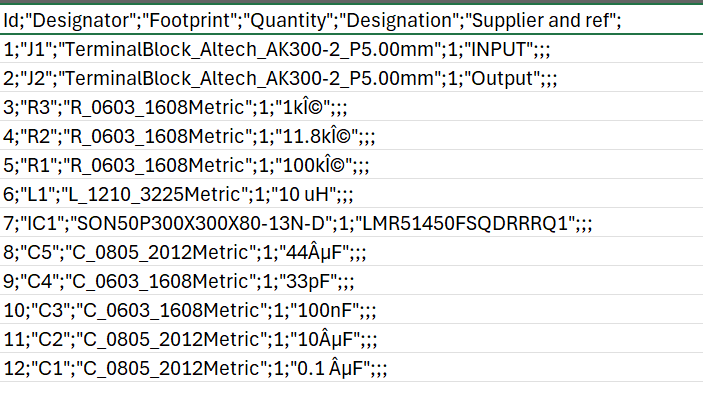 Id;"Designator";"Footprint";"Quantity";"Designation";"Supplier and ref";
1;"J1";"TerminalBlock_Altech_AK300-2_P5.00mm";1;"INPUT";;;
2;"J2";"TerminalBlock_Altech_AK300-2_P5.00mm";1;"Output";;;
3;"R3";"R_0603_1608Metric";1;"1kÎ©";;;
4;"R2";"R_0603_1608Metric";1;"11.8kÎ©";;;
5;"R1";"R_0603_1608Metric";1;"100kÎ©";;;
6;"L1";"L_1210_3225Metric";1;"10 uH";;;
7;"IC1";"SON50P300X300X80-13N-D";1;"LMR51450FSQDRRRQ1";;;
8;"C5";"C_0805_2012Metric";1;"44ÂµF";;;
9;"C4";"C_0603_1608Metric";1;"33pF";;;
10;"C3";"C_0603_1608Metric";1;"100nF";;;
11;"C2";"C_0805_2012Metric";1;"10ÂµF";;;
12;"C1";"C_0805_2012Metric";1;"0.1 ÂµF";;;